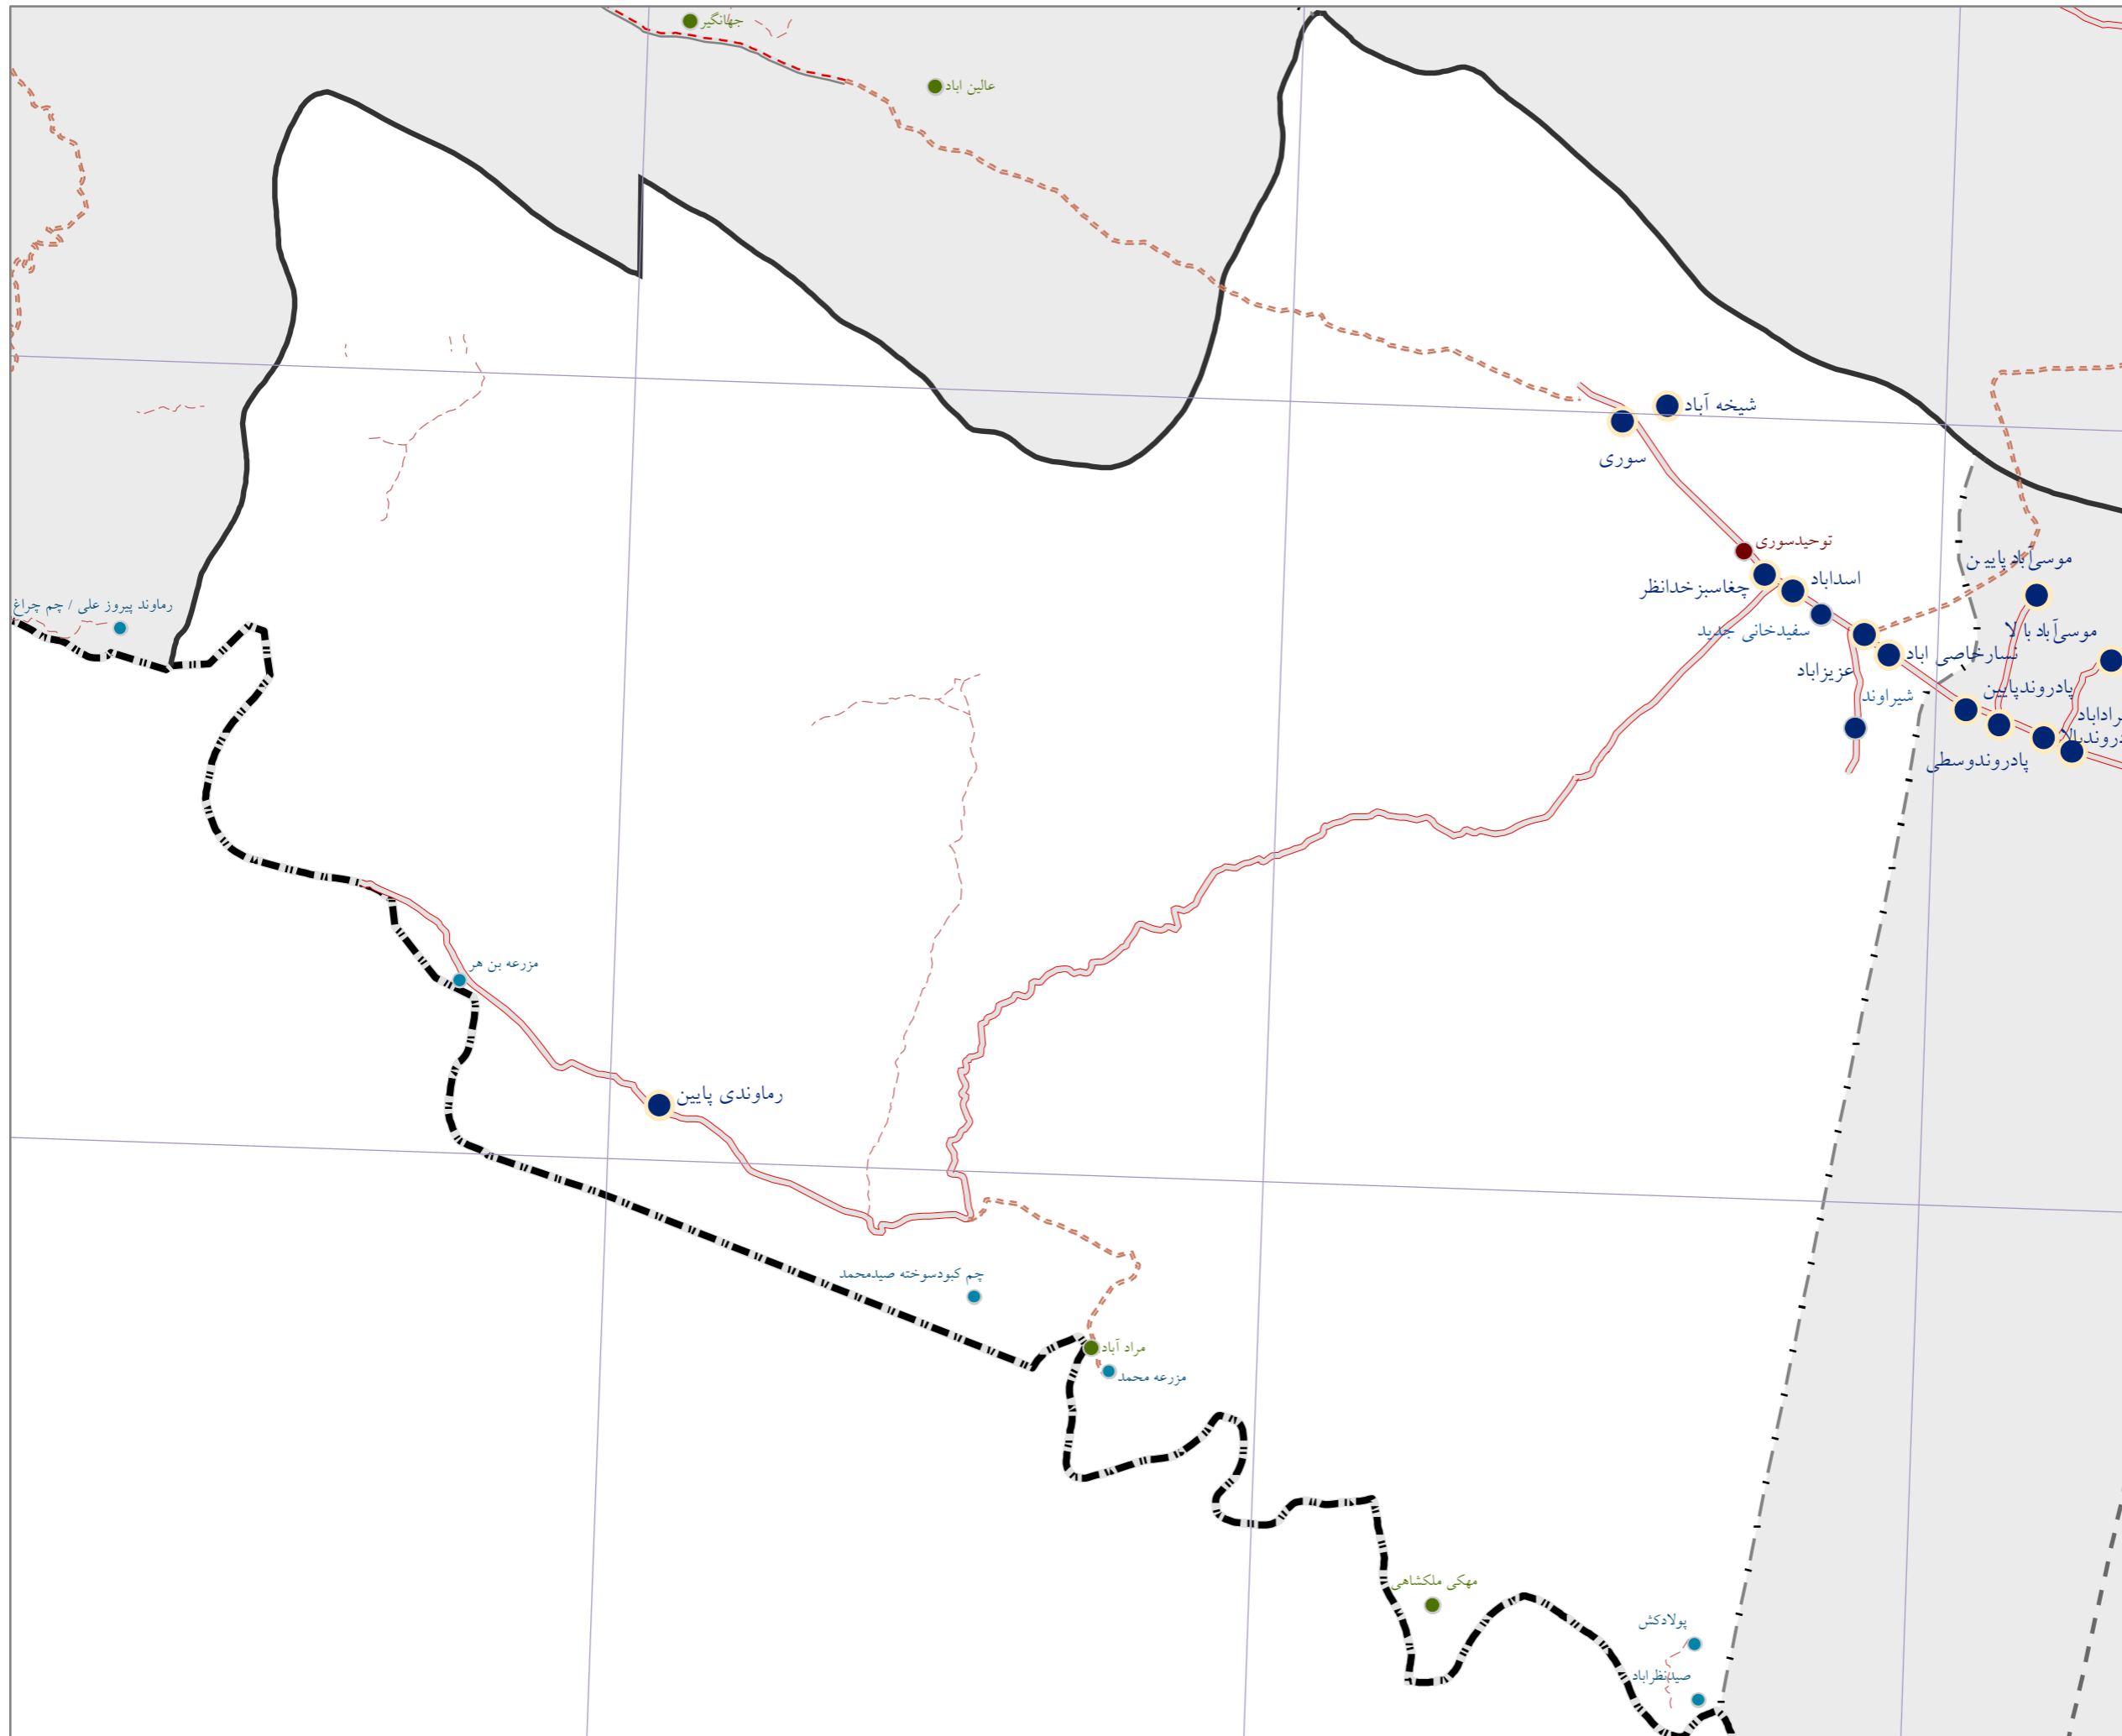 جهانگیر
عالین اباد
شیخه آباد
سوری
توحیدسوری
موسی‌آباد پایین
اسداباد
چغاسبزخدانظر
رماوند پیروز علی / چم چراغ
سفیدخانی جدید
موسی‌آباد بالا
نسارخاصی اباد
عزیزاباد
شیراوند
پادروندپایین
پادروندوسطی
مزرعه بن هر
رماوندی پایین
چم کبودسوخته صیدمحمد
مراد آباد
مزرعه محمد
مهکی ملکشاهی
پولادکش
صیدنظراباد